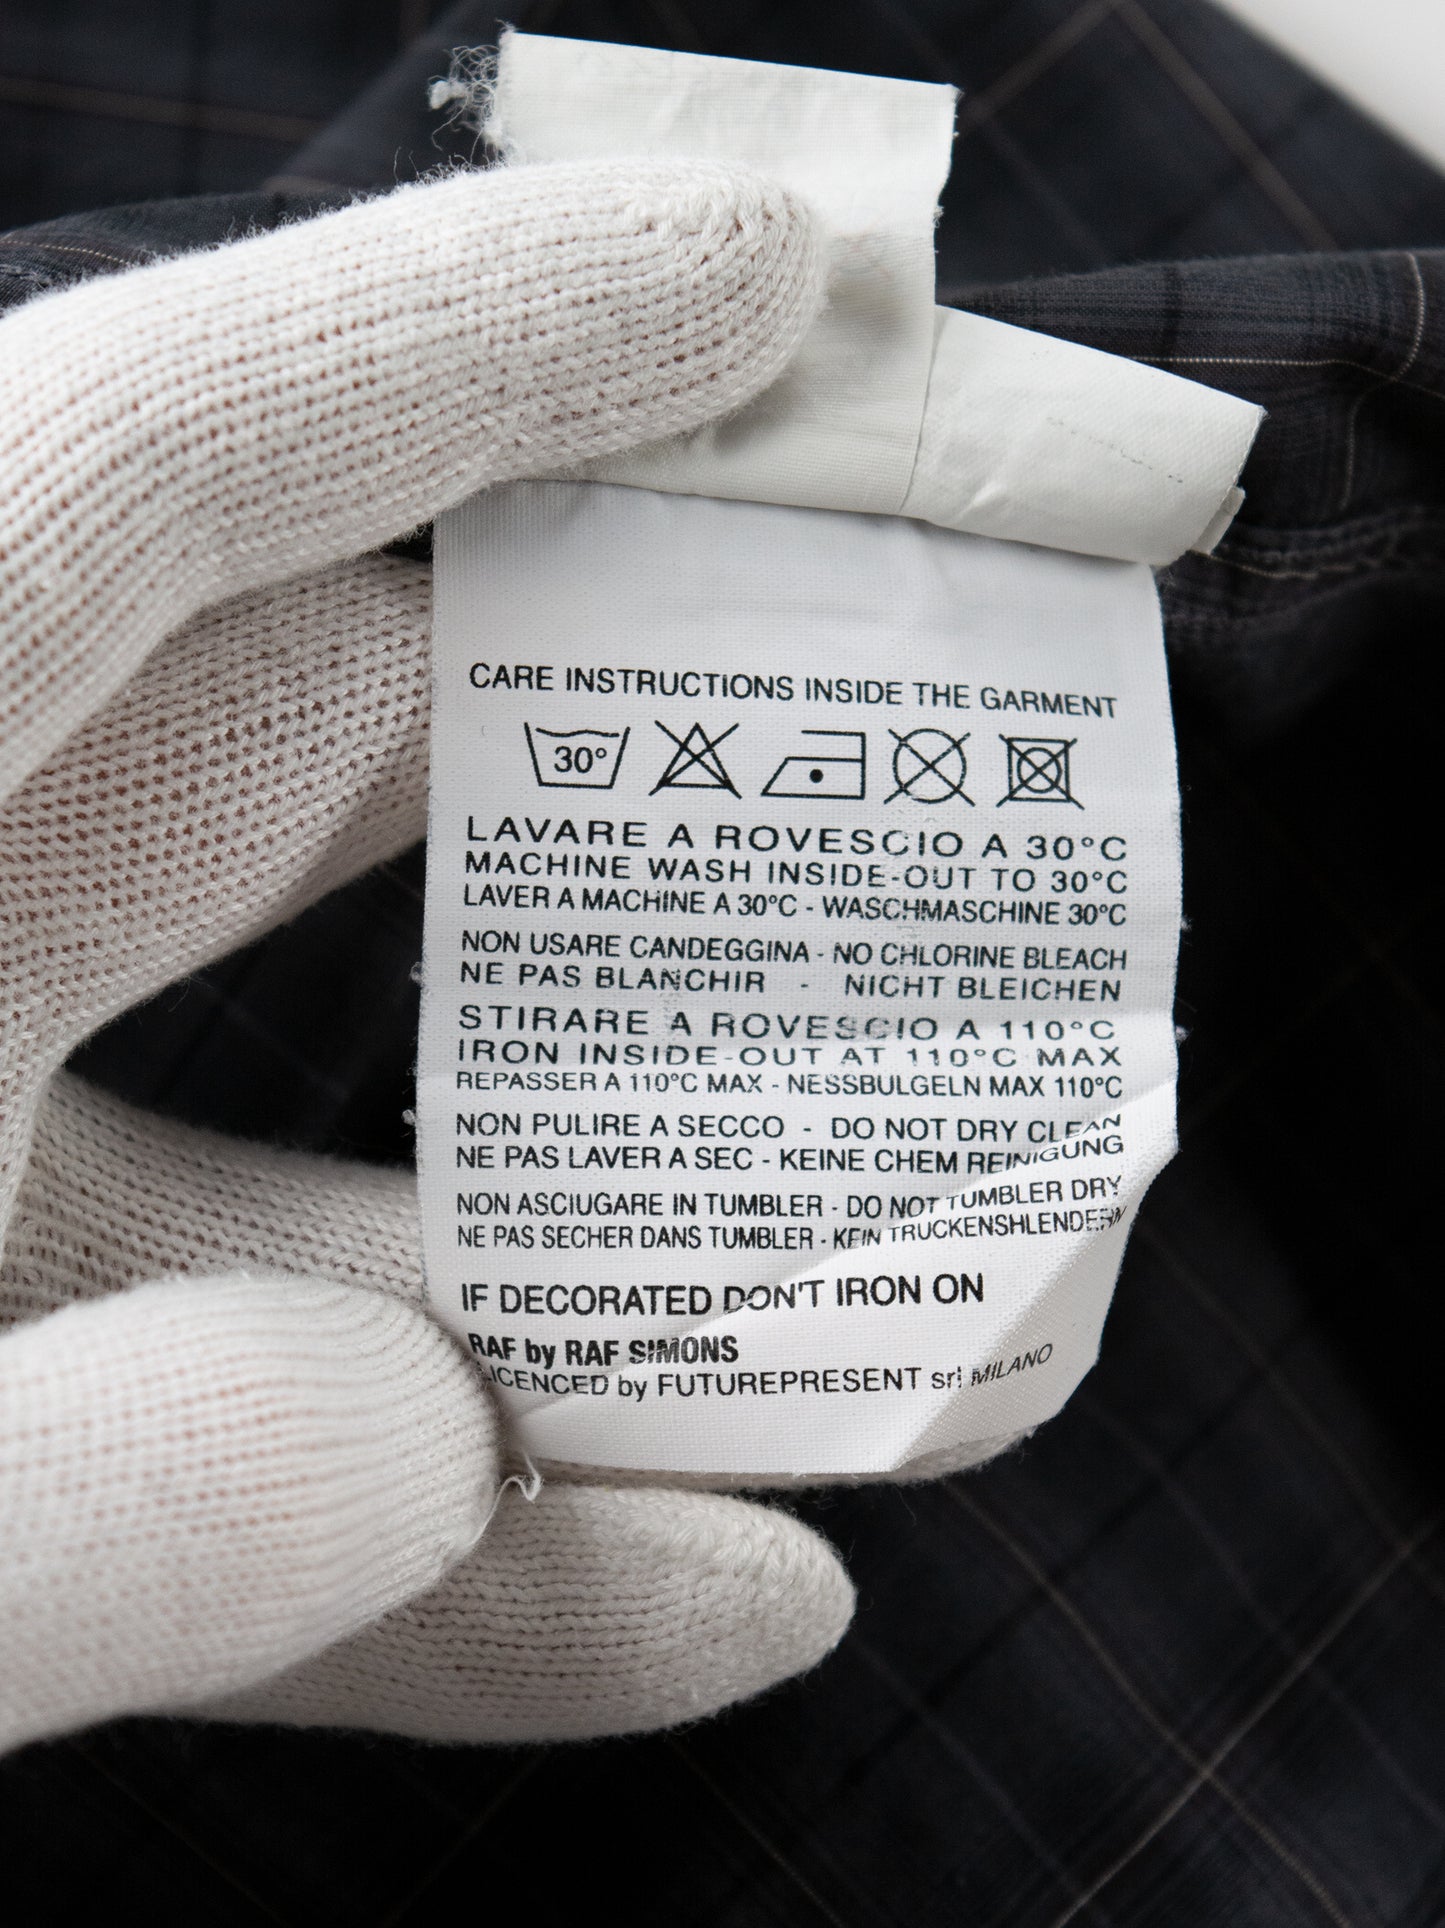 CARE INSTRUCTIONS INSIDE THE GARMENT
30°
LAVARE A ROVESCIO A 30°C
MACHINE WASH INSIDE-OUT TO 30°C
LAVER A MACHINE A 30°C - WASCHMASCHINE 30°C
NON USARE CANDEGGINA - NO CHLORINE BLEACH
NE PAS BLANCHIR - NICHT BLEICHEN
STIRARE A ROVESCIO A 110°C
IRON INSIDE-OUT AT 110°C MAX
REPASSER A 110°C MAX - NESSBULGELN MAX 110°C
NON PULIRE A SECCO - DO NOT DRY CLEAN
NE PAS LAVER A SEC - KEINE CHEM REINIGUNG
NON ASCIUGARE IN TUMBLER - DO NOT TUMBLER DRY
NE PAS SECHER DANS TUMBLER - KEIN TRUCKENSHLENDERN
IF DECORATED DON'T IRON ON
RAF by RAF SIMONS
LICENCED by FUTUREPRESENT srl MILANO